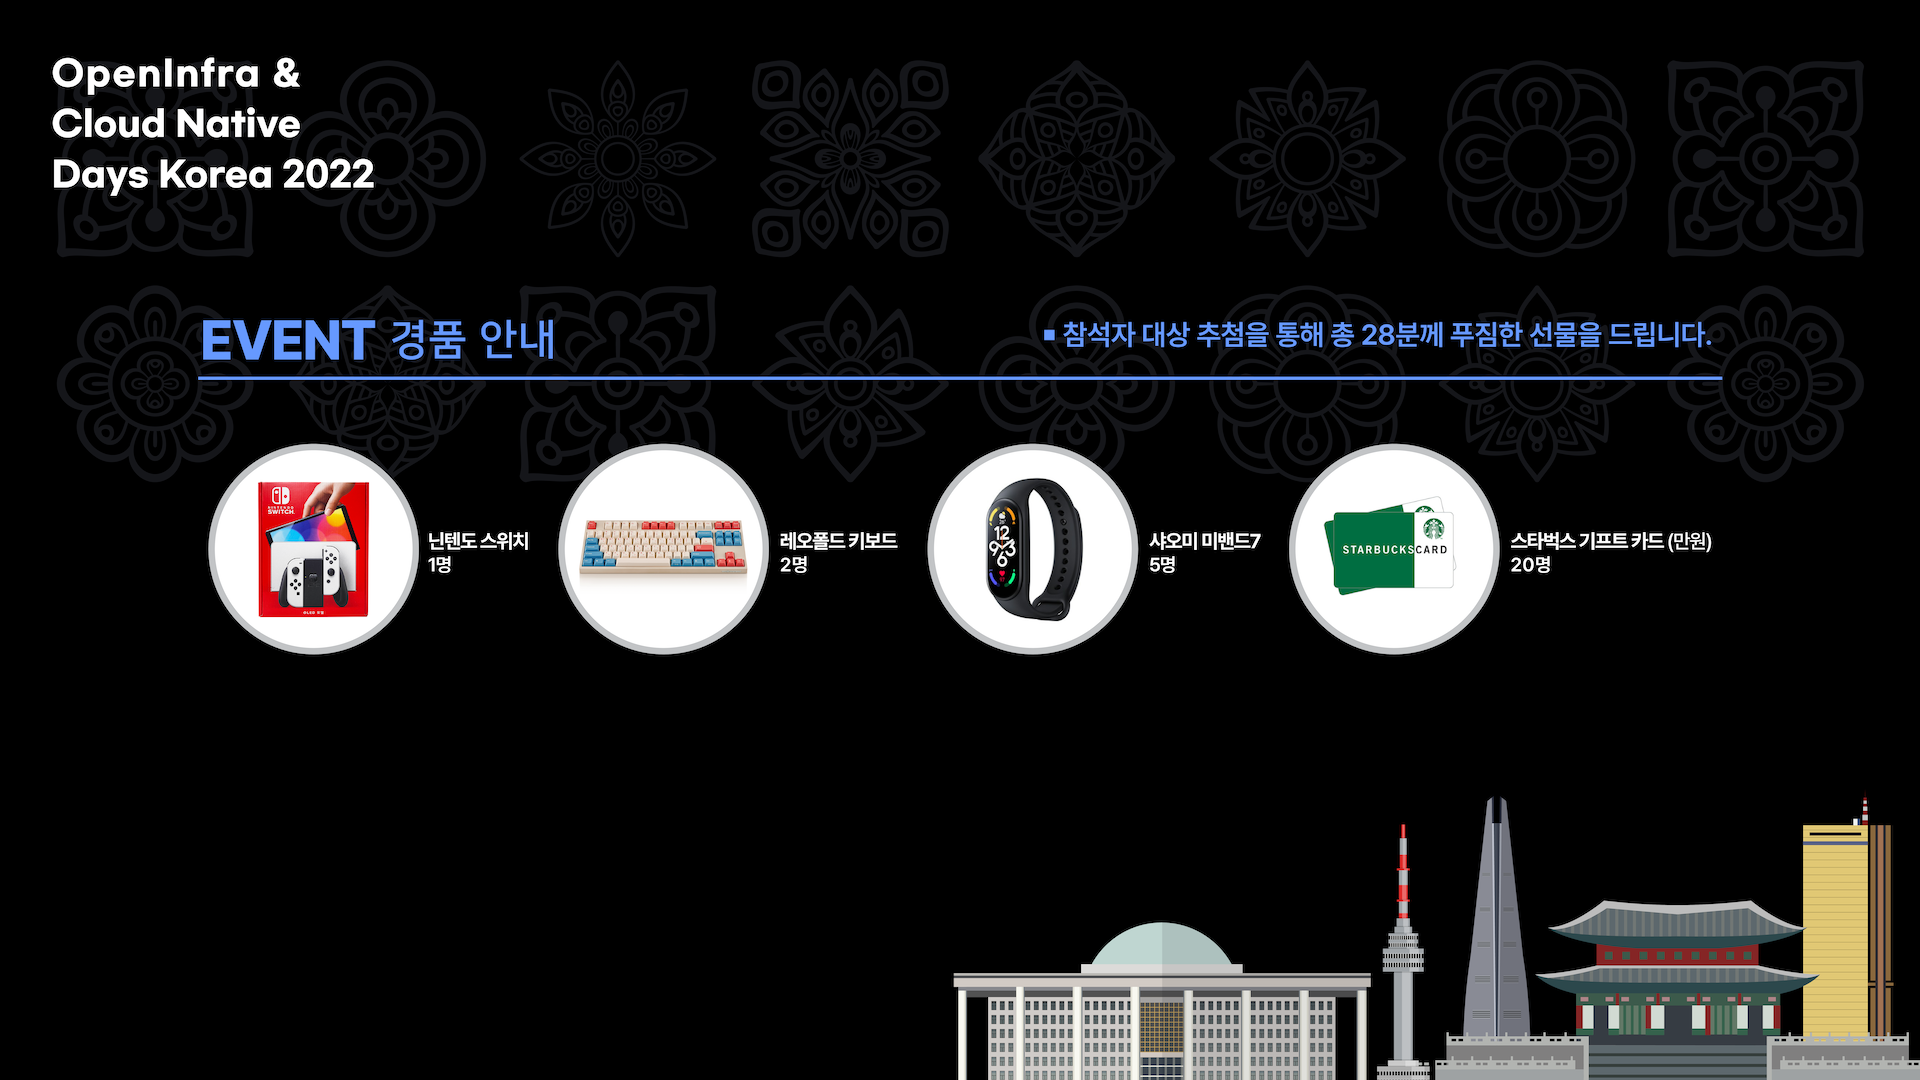 OpenInfra &
Cloud Native
Days Korea 2022
EVENT 경품 안내
▪ 참석자 대상 추첨을 통해 총 28분께 푸짐한 선물을 드립니다.
NINTENDO
SWITCH
닌텐도 스위치
1명
레오폴드 키보드
2명
12
9 3
6
샤오미 미밴드7
5명
STARBUCKSCARD
스타벅스 기프트 카드 (만원)
20명